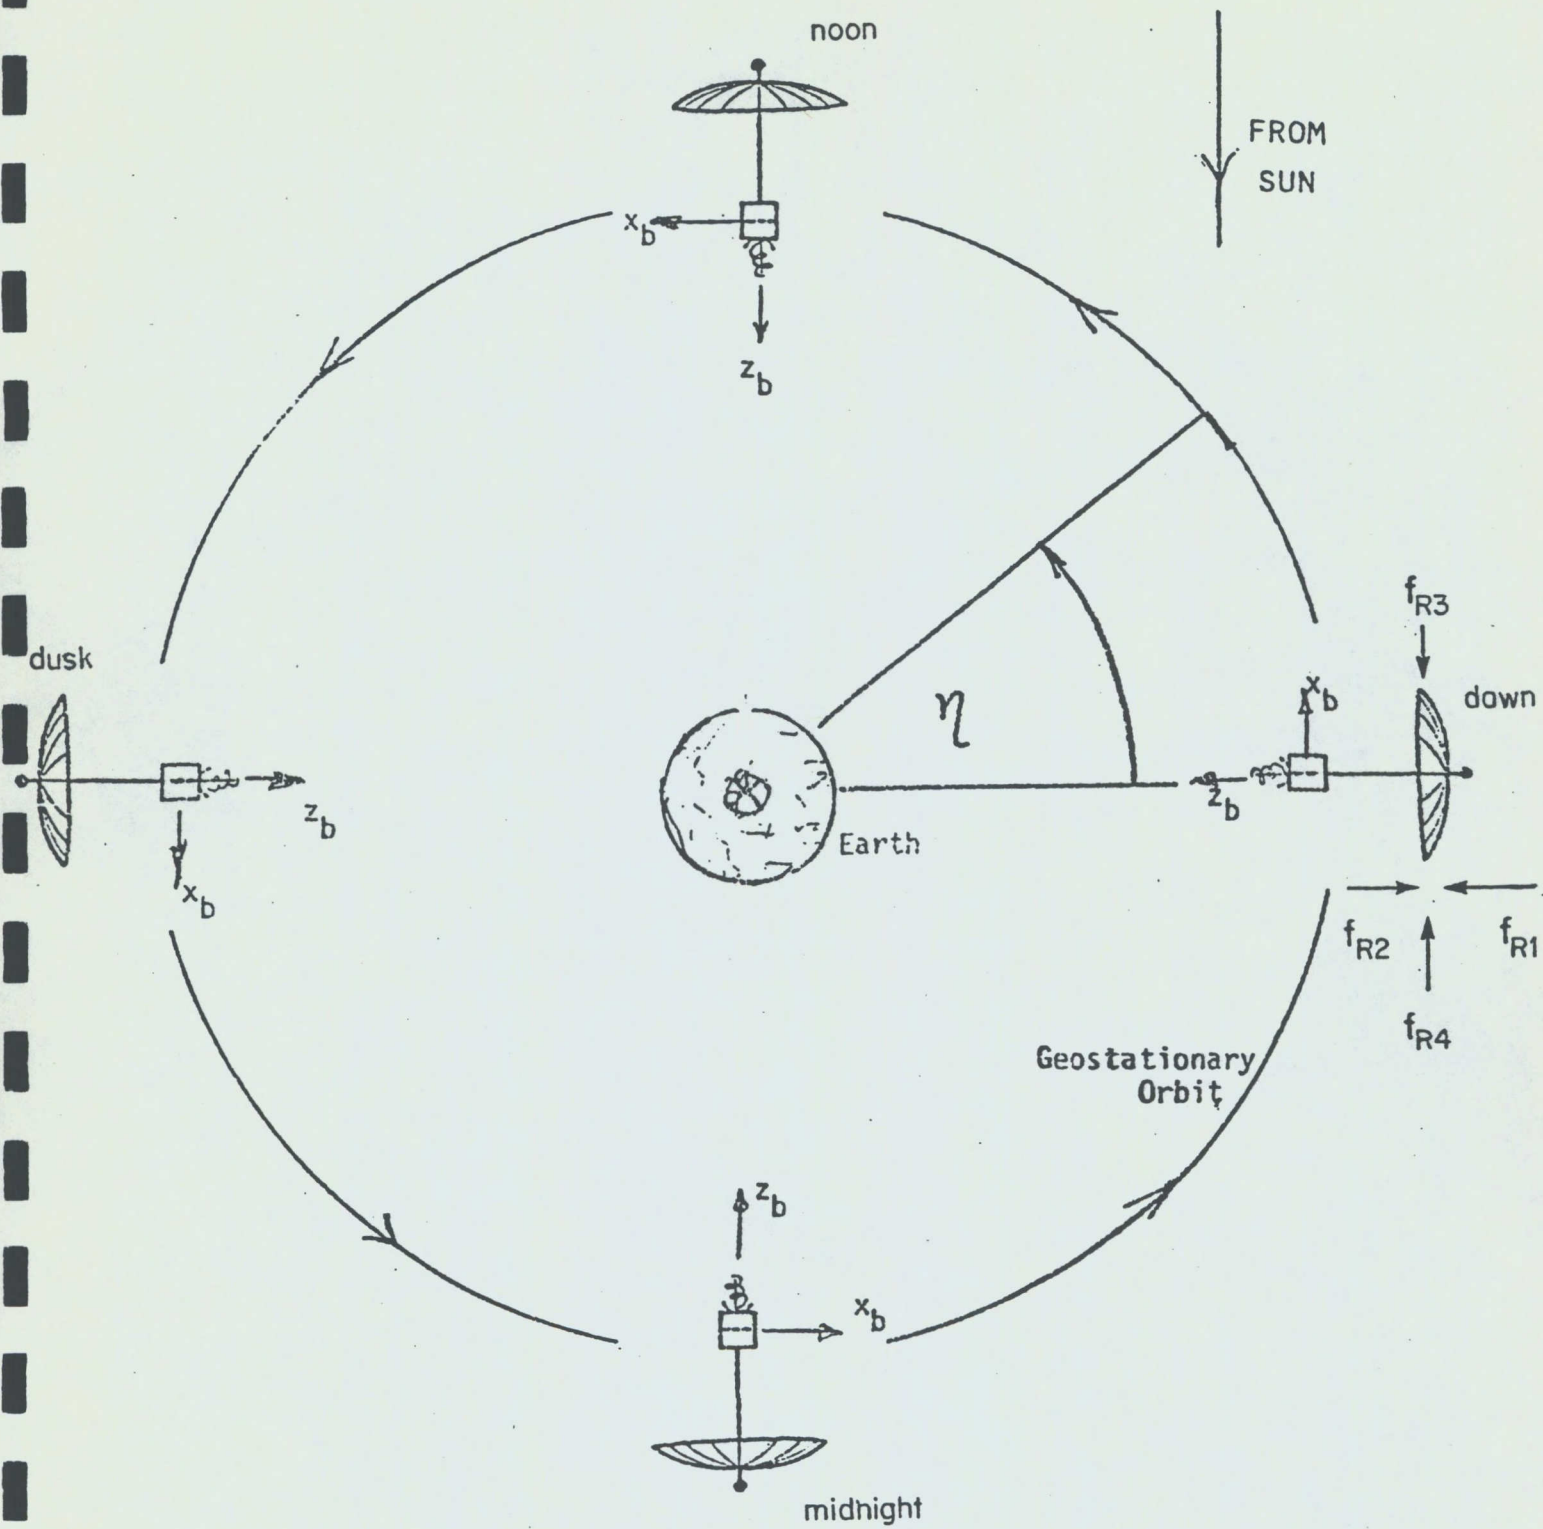 noon
FROM
SUN
x_b
z_b
f_R3
dusk
η
x_b
dawn
z_b
z_b
Earth
x_b
f_R2
f_R1
f_R4
Geostationary
Orbit
z_b
x_b
midnight